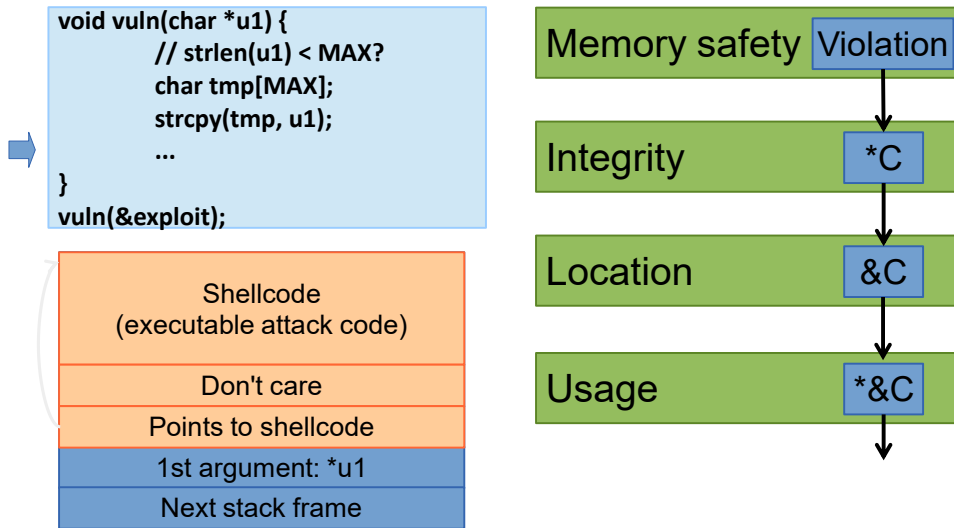 void vuln(char *u1) {
// strlen(u1) < MAX?
char tmp[MAX];
strcpy(tmp, u1);
...
}
vuln(&exploit);
Shellcode
(executable attack code)
Don't care
Points to shellcode
1st argument: *u1
Next stack frame
Memory safety Violation
Integrity *C
Location &C
Usage *&C